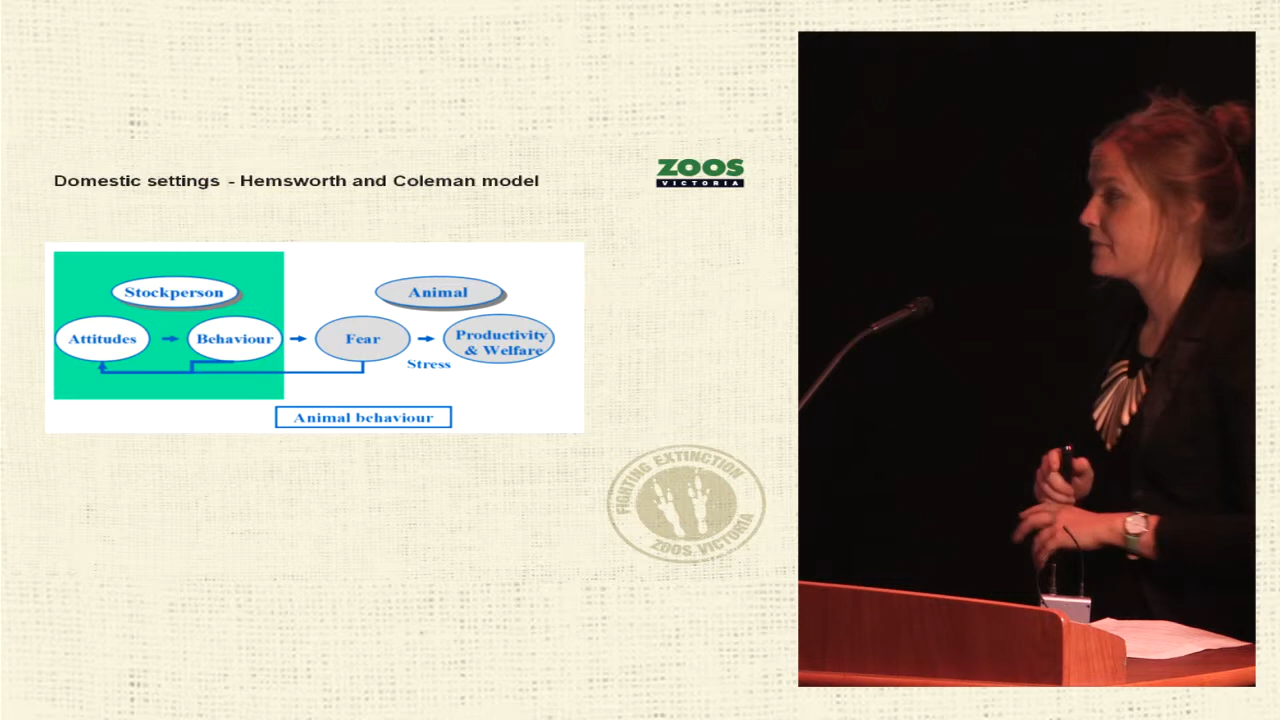 Domestic settings - Hemsworth and Coleman model
ZOOS
VICTORIA
Stockperson
Animal
Attitudes
Behaviour
Fear
Productivity
& Welfare
Stress
Animal behaviour
FIGHTING EXTINCTION
ZOOS VICTORIA